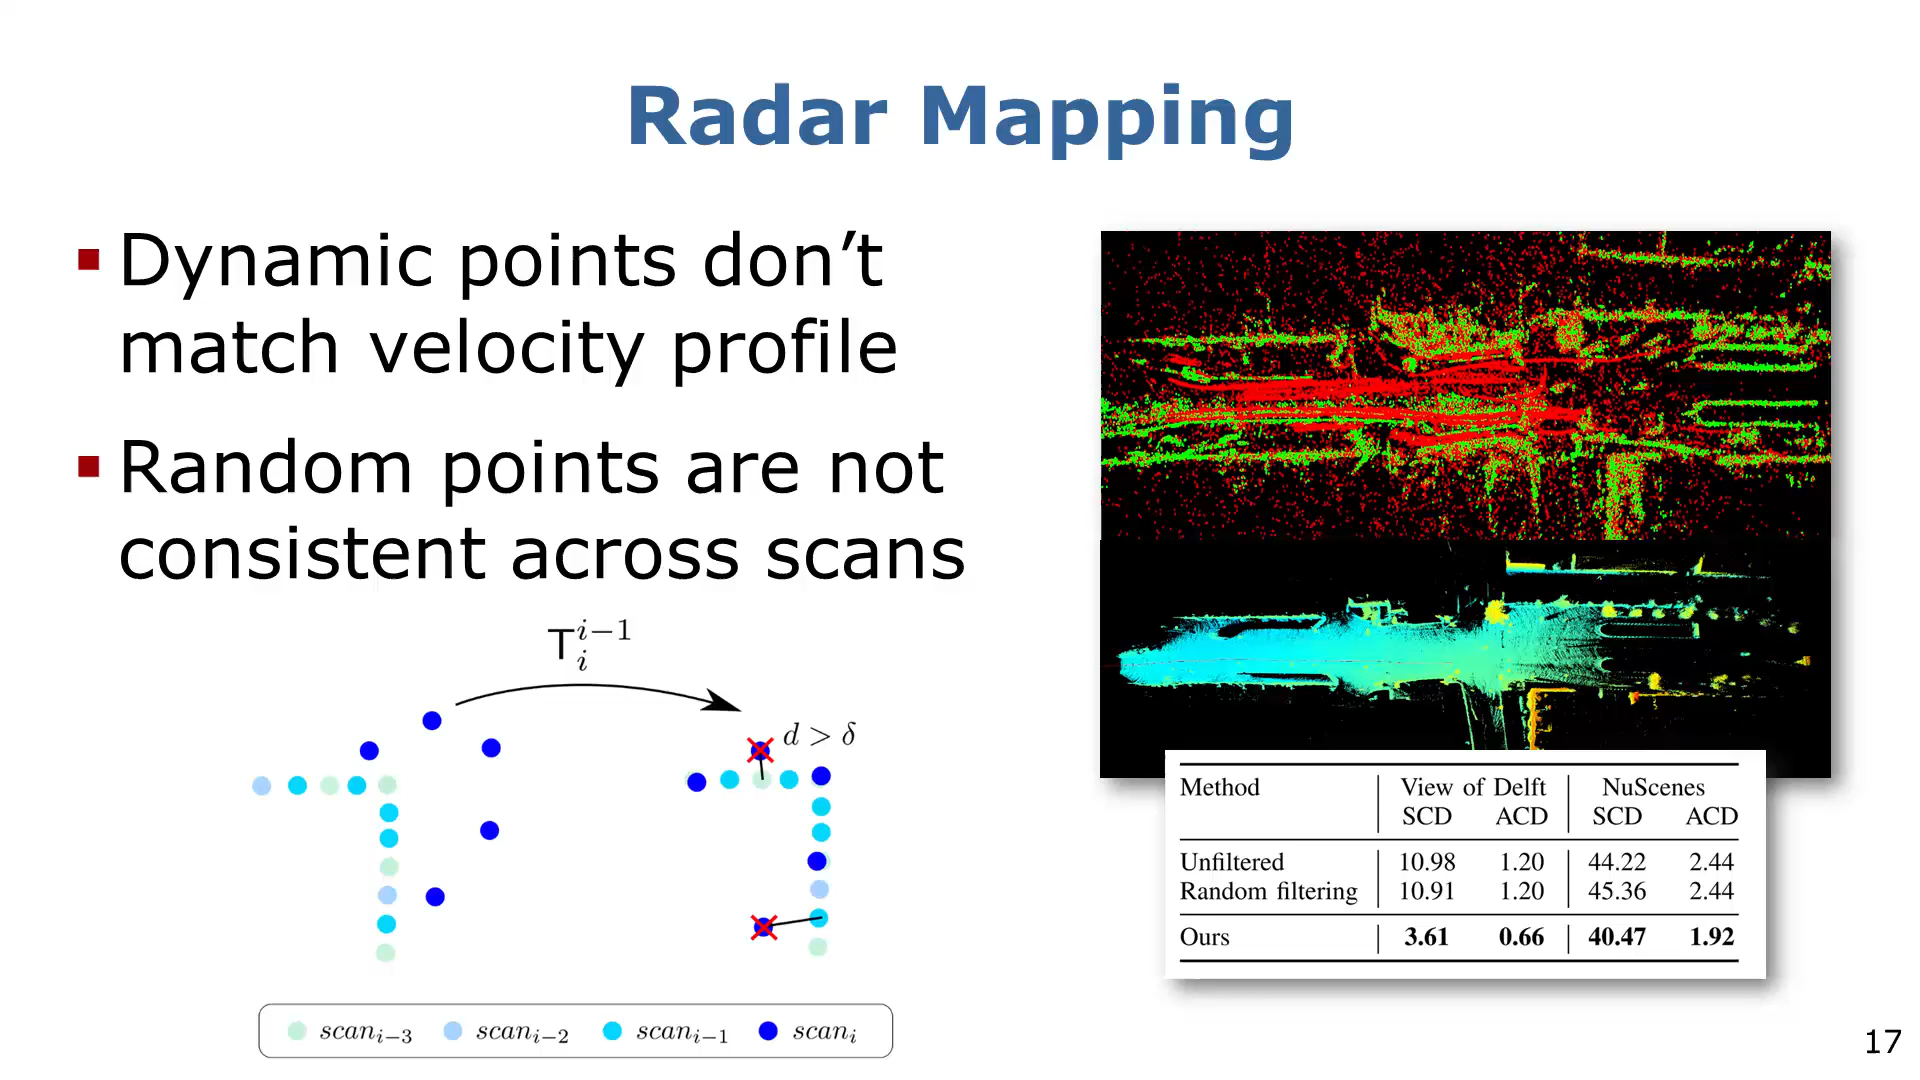 Radar Mapping
▪ Dynamic points don’t
match velocity profile
▪ Random points are not
consistent across scans
T_i^{i−1}
d > δ
scan_{i−3} scan_{i−2} scan_{i−1} scan_i
Method View of Delft NuScenes
SCD ACD SCD ACD
Unfiltered 10.98 1.20 44.22 2.44
Random filtering 10.91 1.20 45.36 2.44
Ours 3.61 0.66 40.47 1.92
17